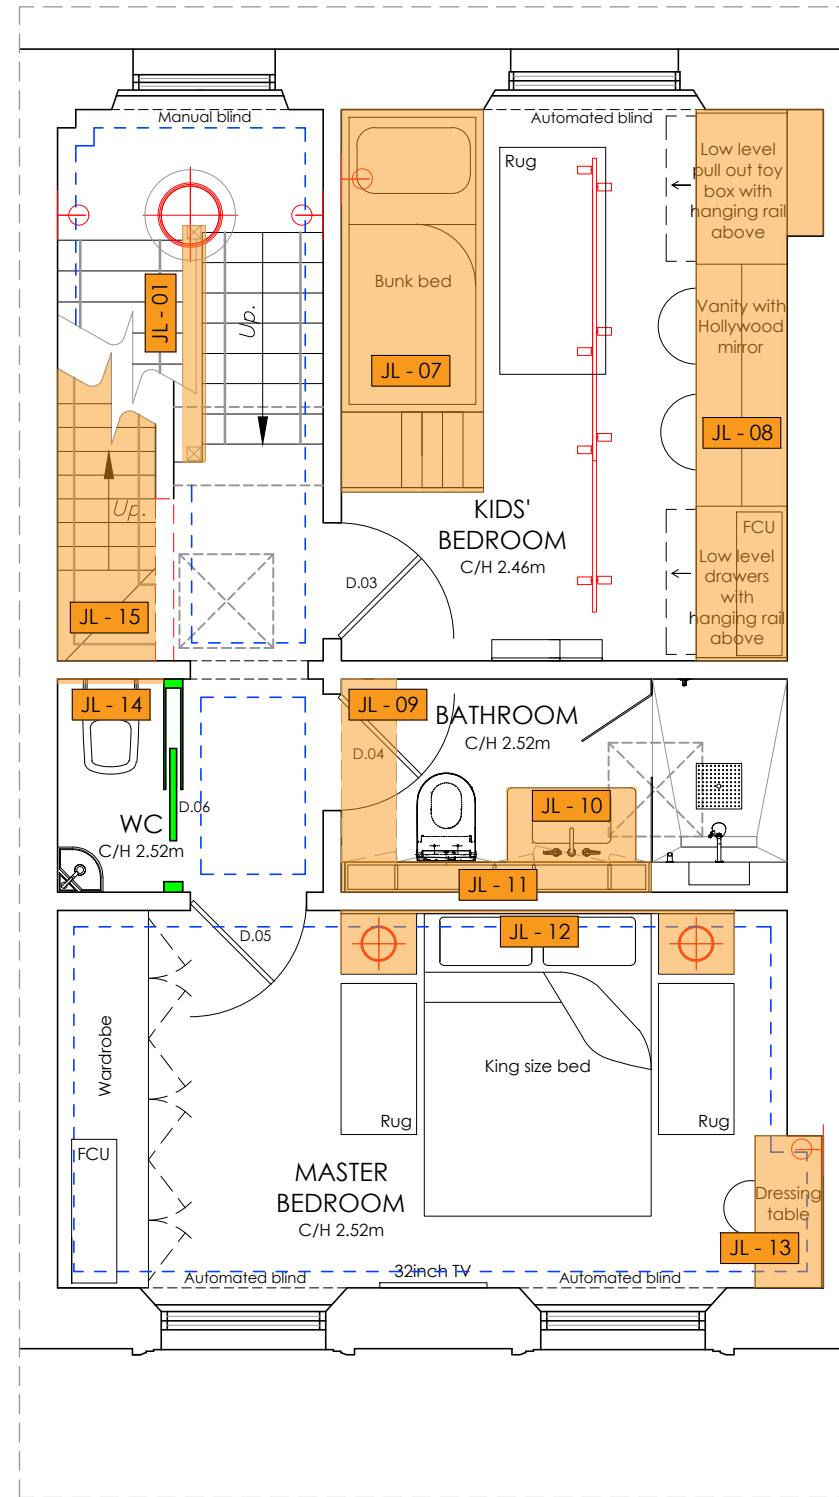 Manual blind
Automated blind
Rug
Low level
pull out toy
box with
hanging rail
above
JL - 01
Up.
Bunk bed
Vanity with
Hollywood
mirror
JL - 07
JL - 08
Up.
KIDS'
BEDROOM
C/H 2.46m
FCU
Low level
drawers
with
hanging rail
above
D.03
JL - 15
JL - 14
JL - 09
BATHROOM
C/H 2.52m
D.04
D.06
JL - 10
WC
C/H 2.52m
JL - 11
D.05
JL - 12
Wardrobe
King size bed
Rug
Rug
FCU
MASTER
BEDROOM
C/H 2.52m
Dressing
table
JL - 13
Automated blind
32inch TV
Automated blind